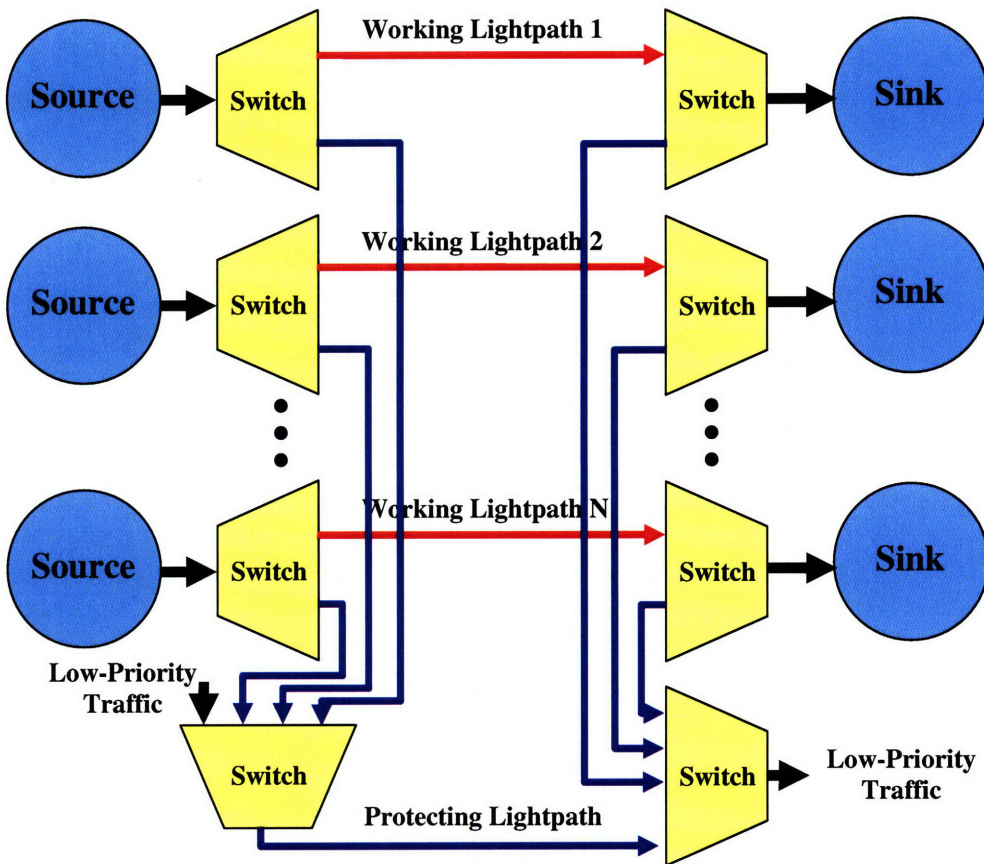 Working Lightpath 1
Source
Switch
Switch
Sink
Working Lightpath 2
Source
Switch
Switch
Sink
Working Lightpath N
Source
Switch
Switch
Sink
Low-Priority
Traffic
Switch
Switch
Low-Priority
Traffic
Protecting Lightpath